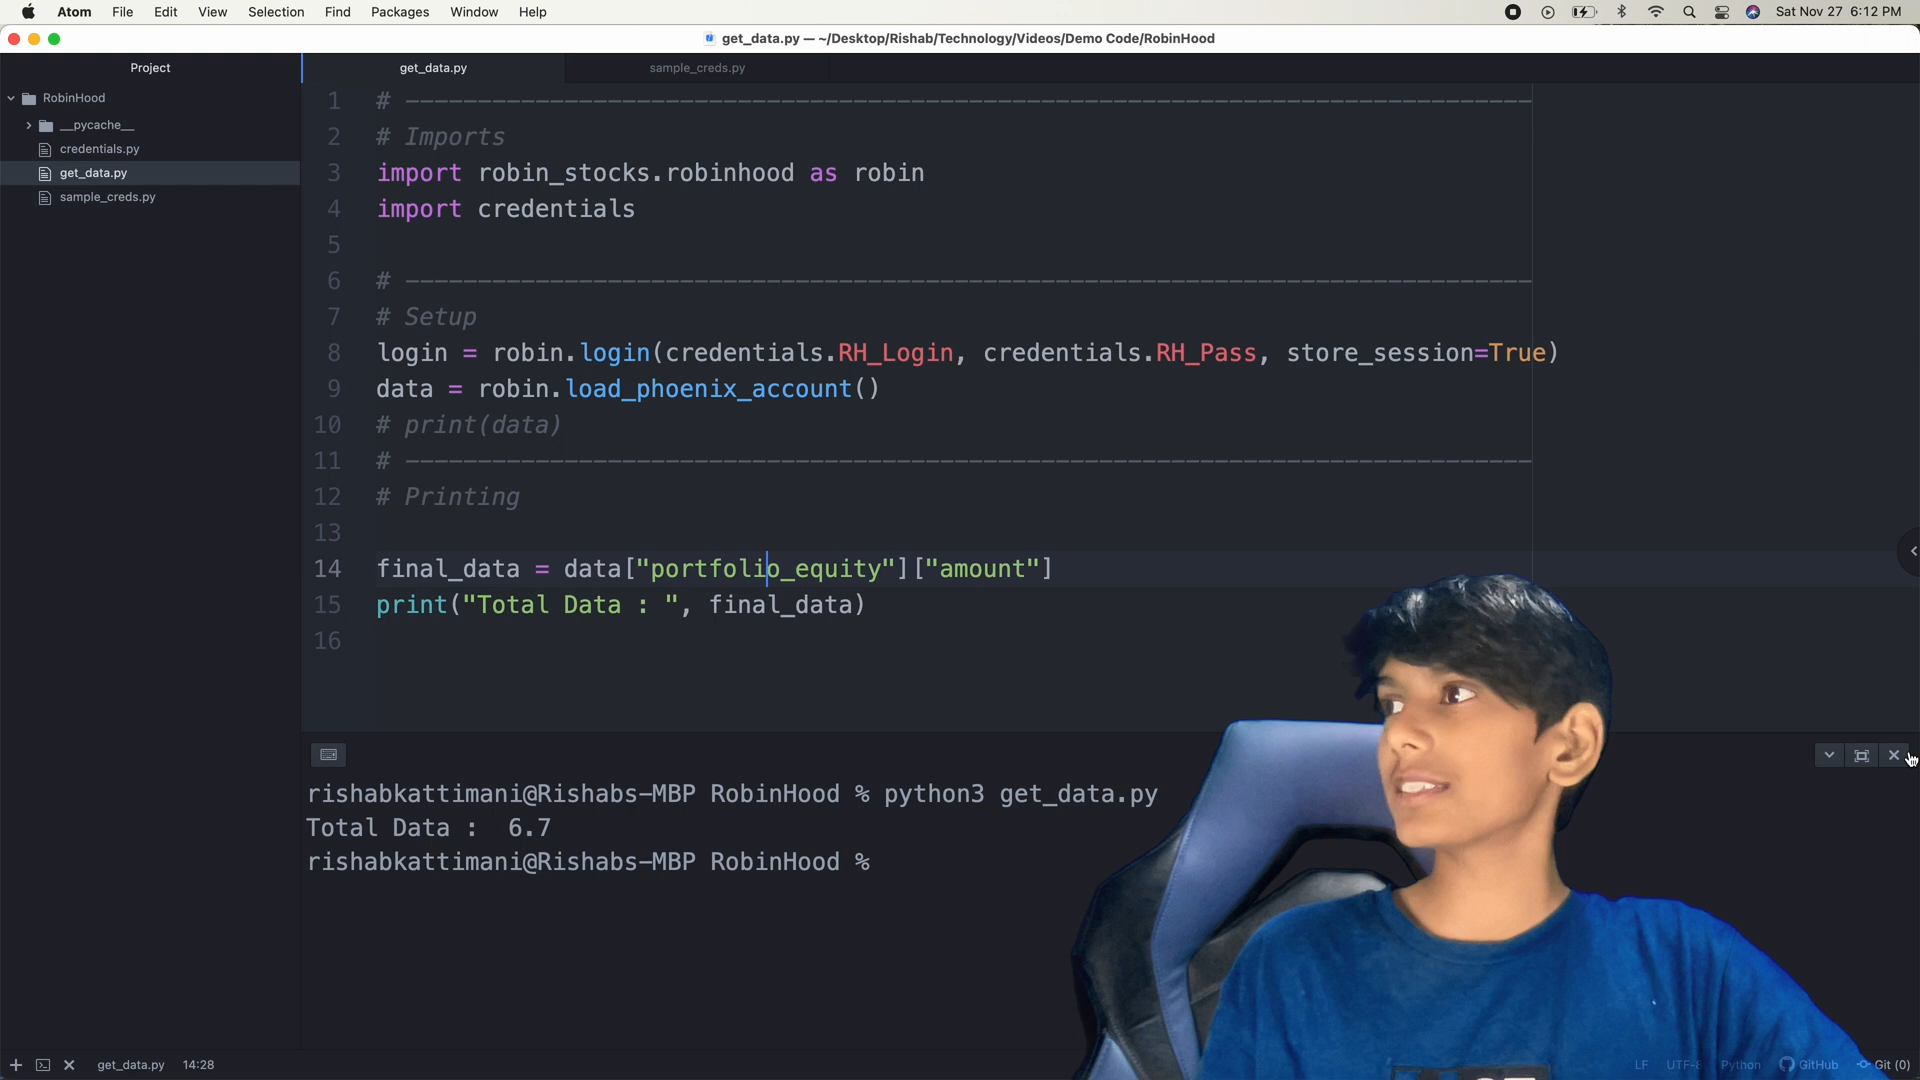 Atom File Edit View Selection Find Packages Window Help Sat Nov 27 6:12 PM
get_data.py — ~/Desktop/Rishab/Technology/Videos/Demo Code/RobinHood
Project
get_data.py sample_creds.py
RobinHood
__pycache__
credentials.py
get_data.py
sample_creds.py
1 # ------------------------------------------------------------------------------
2 # Imports
3 import robin_stocks.robinhood as robin
4 import credentials
5
6 # ------------------------------------------------------------------------------
7 # Setup
8 login = robin.login(credentials.RH_Login, credentials.RH_Pass, store_session=True)
9 data = robin.load_phoenix_account()
10 # print(data)
11 # ------------------------------------------------------------------------------
12 # Printing
13
14 final_data = data["portfolio_equity"]["amount"]
15 print("Total Data : ", final_data)
16
rishabkattimani@Rishabs-MBP RobinHood % python3 get_data.py
Total Data :  6.7
rishabkattimani@Rishabs-MBP RobinHood %
get_data.py 14:28 LF UTF-8 Python GitHub Git (0)